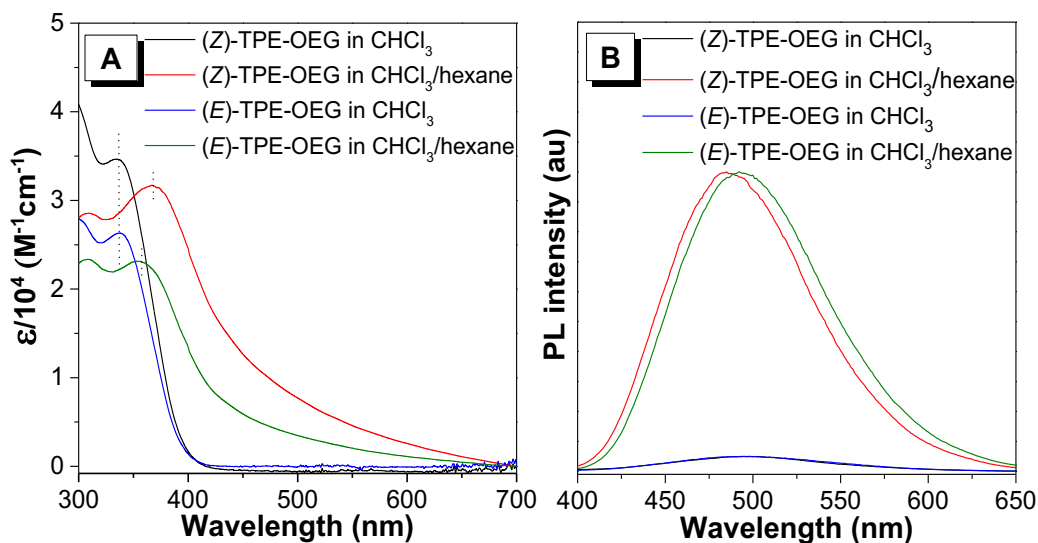 A
(Z)-TPE-OEG in CHCl3
(Z)-TPE-OEG in CHCl3/hexane
(E)-TPE-OEG in CHCl3
(E)-TPE-OEG in CHCl3/hexane
ε/10⁴ (M⁻¹cm⁻¹)
5
4
3
2
1
0
300 400 500 600 700
Wavelength (nm)
B
(Z)-TPE-OEG in CHCl3
(Z)-TPE-OEG in CHCl3/hexane
(E)-TPE-OEG in CHCl3
(E)-TPE-OEG in CHCl3/hexane
PL intensity (au)
400 450 500 550 600 650
Wavelength (nm)